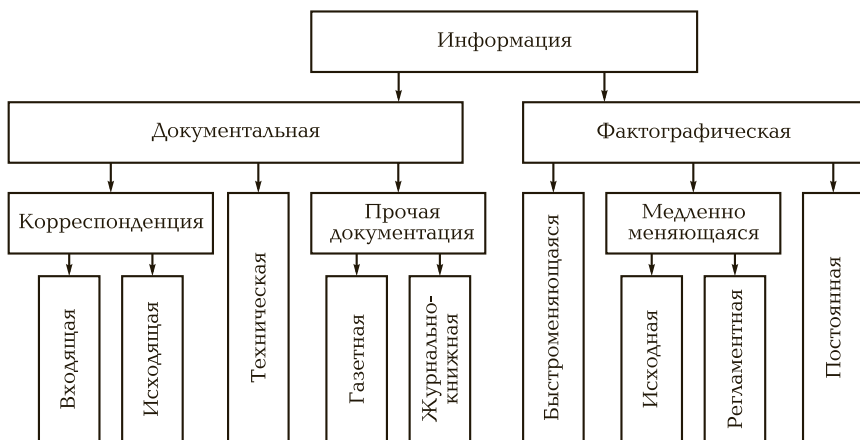 Информация
Документальная
Фактографическая
Корреспонденция
Техническая
Прочая
документация
Быстроменяющаяся
Медленно
меняющаяся
Постоянная
Входящая
Исходящая
Газетная
Журнально-
книжная
Исходная
Регламентная